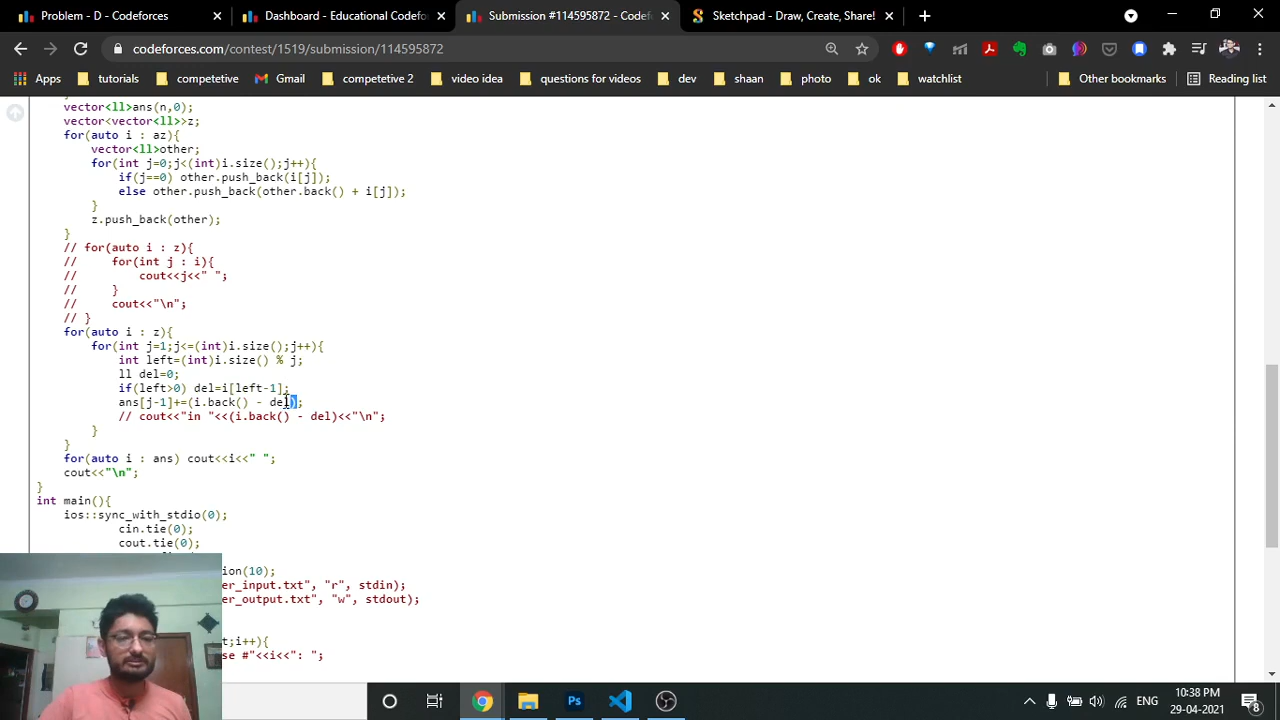 Problem - D - Codeforces
Dashboard - Educational Codef
Submission #114595872 - Codef
Sketchpad - Draw, Create, Share!
codeforces.com/contest/1519/submission/114595872
Apps
tutorials
competetive
Gmail
competetive 2
video idea
questions for videos
dev
shaan
photo
ok
watchlist
Other bookmarks
Reading list
vector<ll>ans(n,0);
vector<vector<ll>>z;
for(auto i : az){
vector<ll>other;
for(int j=0;j<(int)i.size();j++){
if(j==0) other.push_back(i[j]);
else other.push_back(other.back() + i[j]);
}
z.push_back(other);
}
// for(auto i : z){
// for(int j : i){
// cout<<j<<" ";
// }
// cout<<"\n";
// }
for(auto i : z){
for(int j=1;j<=(int)i.size();j++){
int left=(int)i.size() % j;
ll del=0;
if(left>0) del=i[left-1];
ans[j-1]+=(i.back() - del);
// cout<<"in "<<(i.back() - del)<<"\n";
}
}
for(auto i : ans) cout<<i<<" ";
cout<<"\n";
}
int main(){
ios::sync_with_stdio(0);
cin.tie(0);
cout.tie(0);
ion(10);
er_input.txt", "r", stdin);
er_output.txt", "w", stdout);
t;i++){
se #"<<i<<": ";
Ps
ENG
10:38 PM
29-04-2021
8